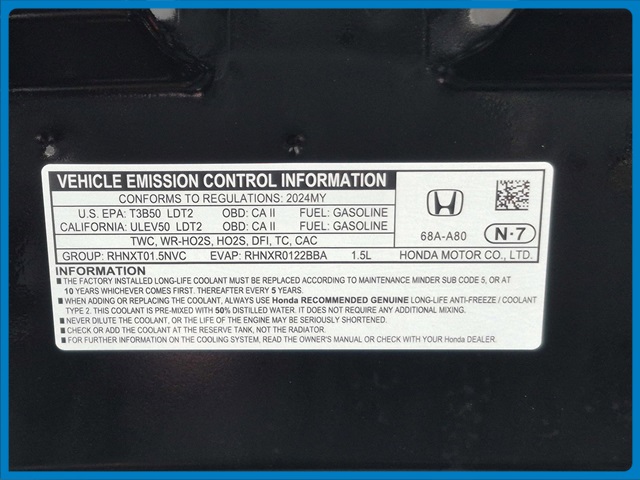 VEHICLE EMISSION CONTROL INFORMATION
CONFORMS TO REGULATIONS: 2024MY
U.S. EPA: T3B50 LDT2 OBD: CA II FUEL: GASOLINE
CALIFORNIA: ULEV50 LDT2 OBD: CA II FUEL: GASOLINE
TWC, WR-HO2S, HO2S, DFI, TC, CAC
68A-A80 N-7
GROUP: RHNXT01.5NVC EVAP: RHNXR0122BBA 1.5L HONDA MOTOR CO., LTD.
INFORMATION
■ THE FACTORY INSTALLED LONG-LIFE COOLANT MUST BE REPLACED ACCORDING TO MAINTENANCE MINDER SUB CODE 5, OR AT
10 YEARS WHICHEVER COMES FIRST. THEREAFTER EVERY 5 YEARS.
■ WHEN ADDING OR REPLACING THE COOLANT, ALWAYS USE Honda RECOMMENDED GENUINE LONG-LIFE ANTI-FREEZE / COOLANT
TYPE 2. THIS COOLANT IS PRE-MIXED WITH 50% DISTILLED WATER. IT DOES NOT REQUIRE ANY ADDITIONAL MIXING.
■ NEVER DILUTE THE COOLANT, OR THE LIFE OF THE ENGINE MAY BE SERIOUSLY SHORTENED.
■ CHECK OR ADD THE COOLANT AT THE RESERVE TANK, NOT THE RADIATOR.
■ FOR FURTHER INFORMATION ON THE COOLING SYSTEM, READ THE OWNER'S MANUAL OR CHECK WITH YOUR Honda DEALER.